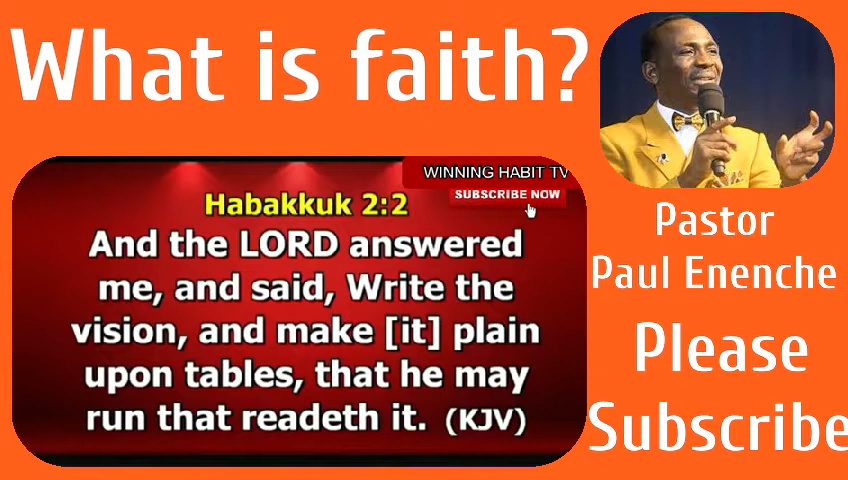 What is faith?
WINNING HABIT TV
SUBSCRIBE NOW
Habakkuk 2:2
And the LORD answered
me, and said, Write the
vision, and make [it] plain
upon tables, that he may
run that readeth it. (KJV)
Pastor
Paul Enenche
Please
Subscribe